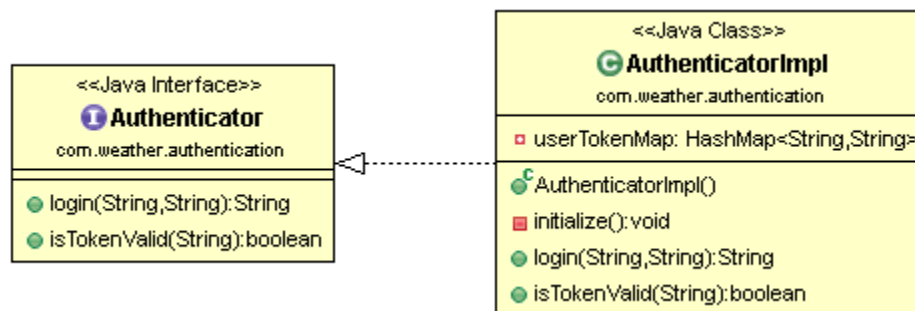 <<Java Interface>>
Authenticator
com.weather.authentication
login(String,String):String
isTokenValid(String):boolean
<<Java Class>>
AuthenticatorImpl
com.weather.authentication
userTokenMap: HashMap<String,String>
AuthenticatorImpl()
initialize():void
login(String,String):String
isTokenValid(String):boolean